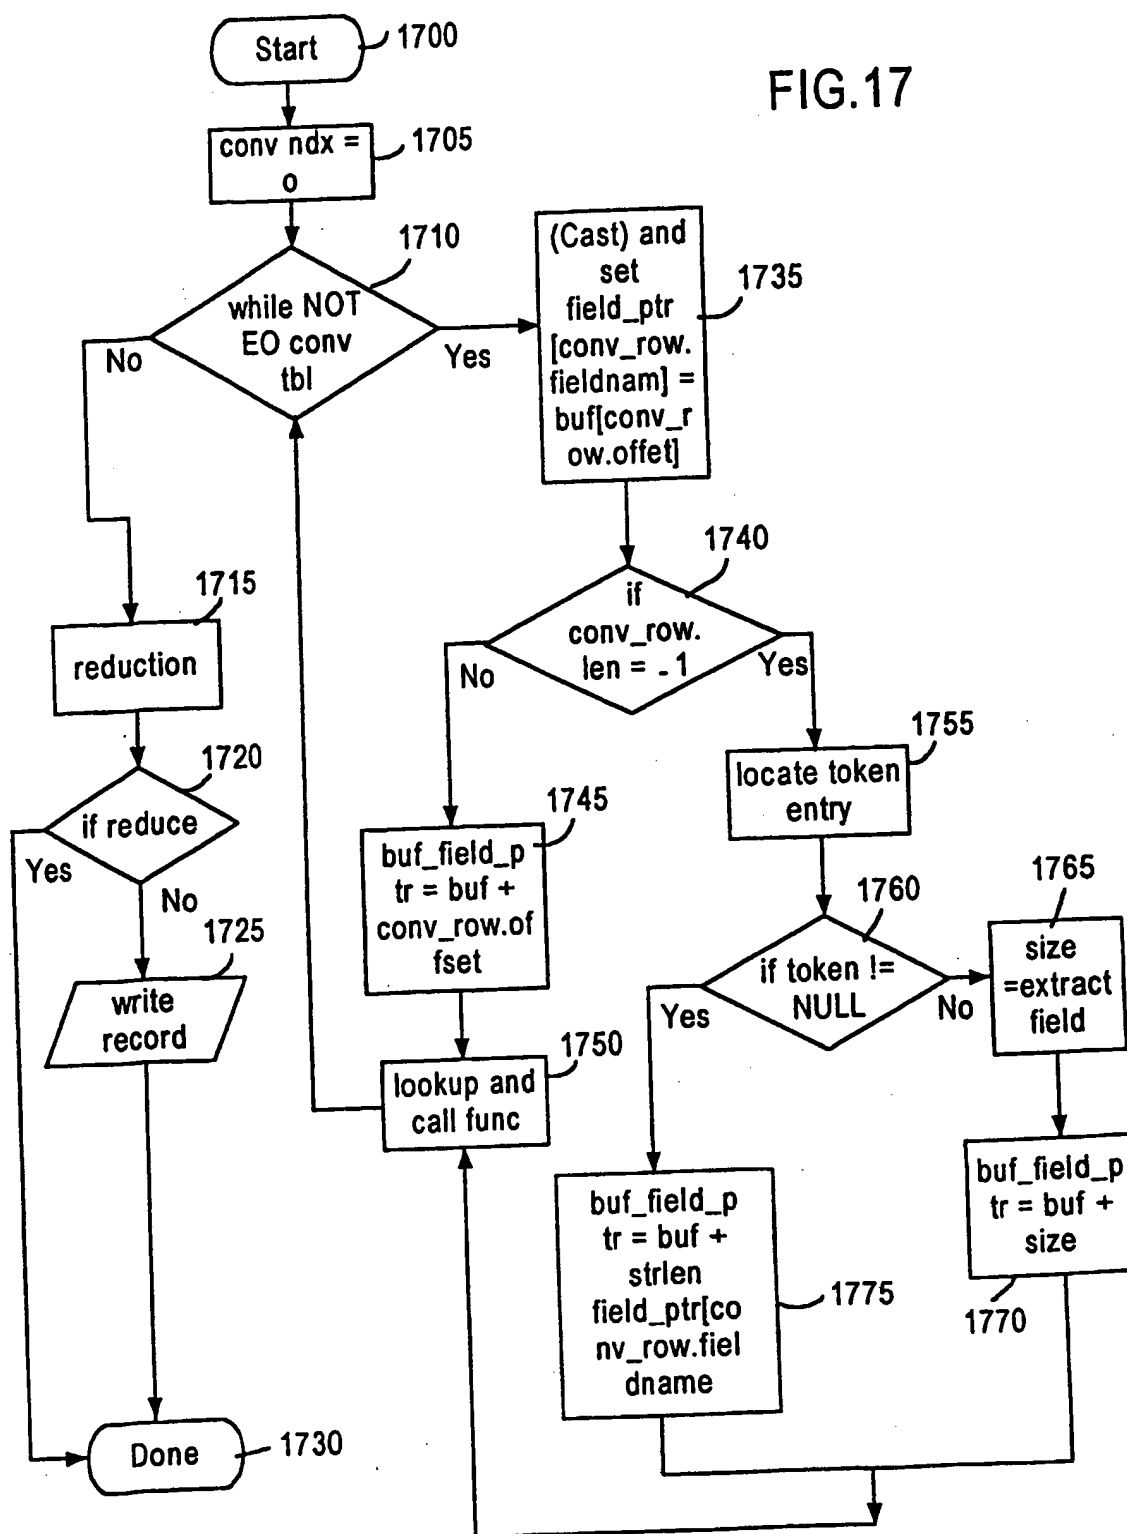 FIG.17
Start
1700
conv ndx =
o
1705
while NOT
EO conv
tbl
1710
No
Yes
(Cast) and
set
field_ptr
[conv_row.
fieldnam] =
buf[conv_r
ow.offet]
1735
if
conv_row.
len = - 1
1740
No
Yes
reduction
1715
if reduce
1720
Yes
No
write
record
1725
Done
1730
buf_field_p
tr = buf +
conv_row.of
fset
1745
lookup and
call func
1750
locate token
entry
1755
if token !=
NULL
1760
Yes
No
size
=extract
field
1765
buf_field_p
tr = buf +
size
1770
buf_field_p
tr = buf +
strlen
field_ptr[co
nv_row.fiel
dname
1775